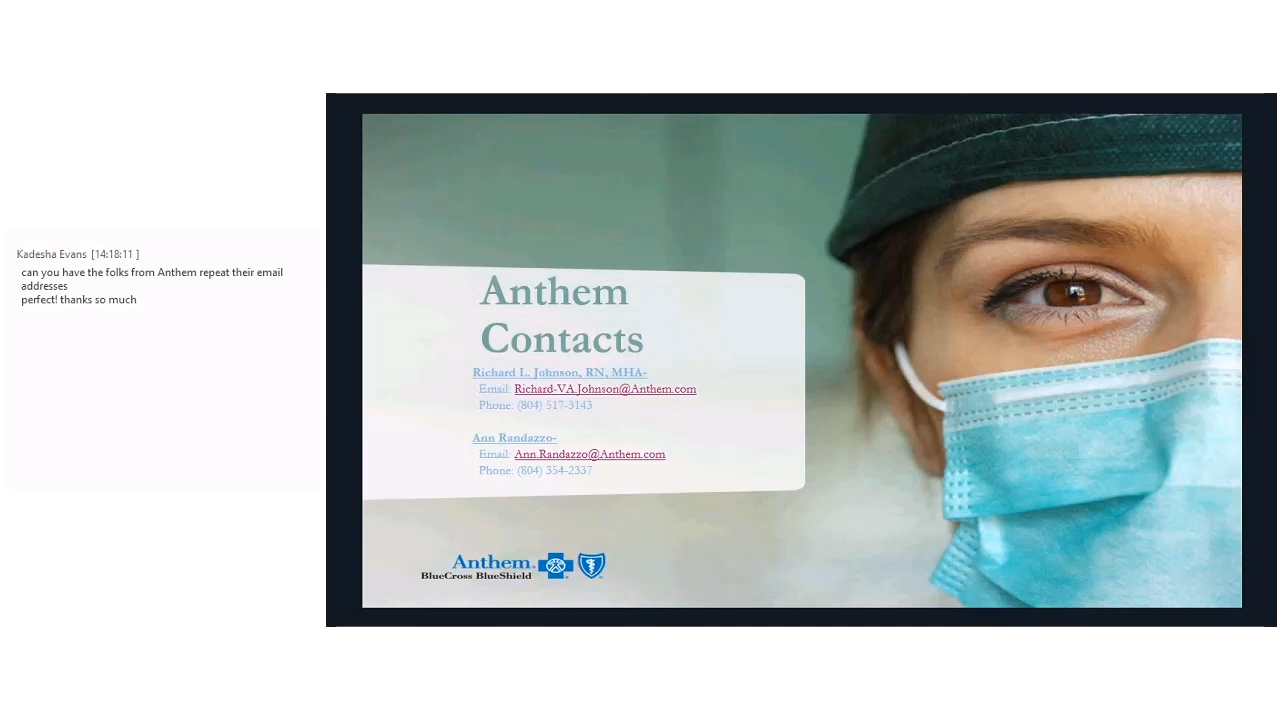 Kadesha Evans [14:18:11 ]
can you have the folks from Anthem repeat their email
addresses
perfect! thanks so much
Anthem
Contacts
Richard L. Johnson, RN, MHA-
Email: Richard-VA.Johnson@Anthem.com
Phone: (804) 517-3143
Ann Randazzo-
Email: Ann.Randazzo@Anthem.com
Phone: (804) 354-2337
Anthem®
BlueCross BlueShield